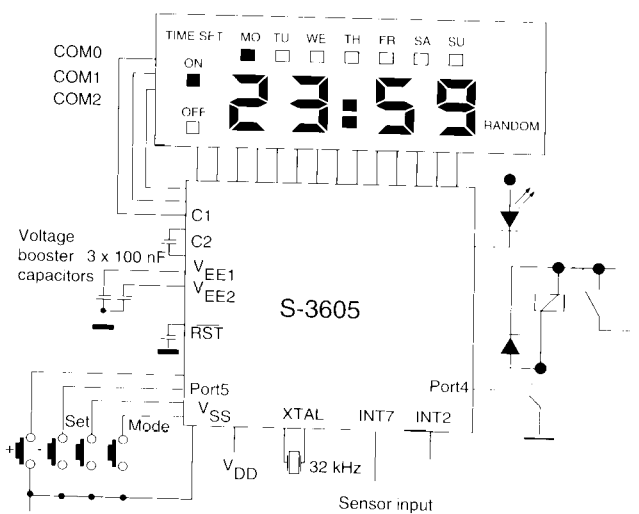 TIME SET MO TU WE TH FR SA SU
COM0
ON
COM1
COM2
23:59
OFF
RANDOM
C1
Voltage
booster 3 x 100 nF
capacitors
C2
VEE1
VEE2
S-3605
RST
Port5
Port4
Set
VSS
Mode
XTAL
INT7
INT2
+
-
VDD
32 kHz
Sensor input